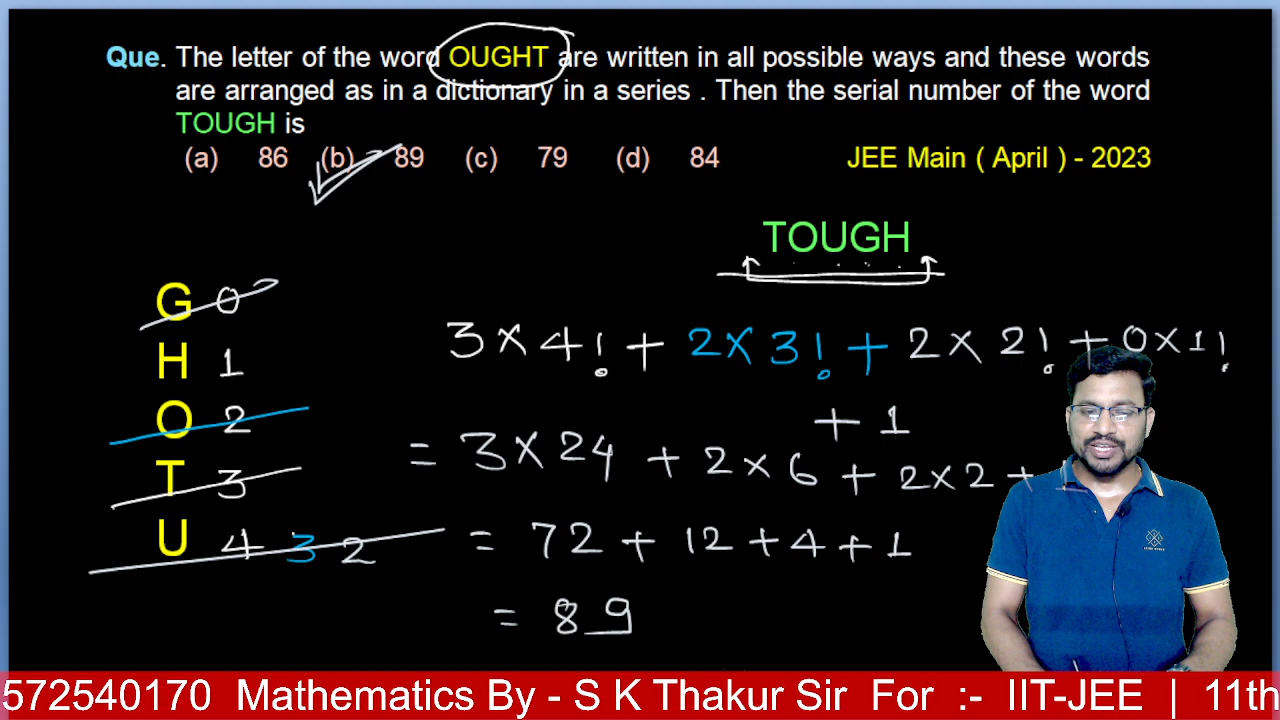 Que. The letter of the word OUGHT are written in all possible ways and these words
are arranged as in a dictionary in a series . Then the serial number of the word
TOUGH is
(a) 86 (b) 89 (c) 79 (d) 84 JEE Main ( April ) - 2023
TOUGH
G 0
H 1
O 2
T 3
U 4 3 2
3 × 4! + 2 × 3! + 2 × 2! + 0 × 1!
+ 1
= 3 × 24 + 2 × 6 + 2 × 2 +
= 72 + 12 + 4 + 1
= 89
572540170 Mathematics By - S K Thakur Sir For :- IIT-JEE | 11th